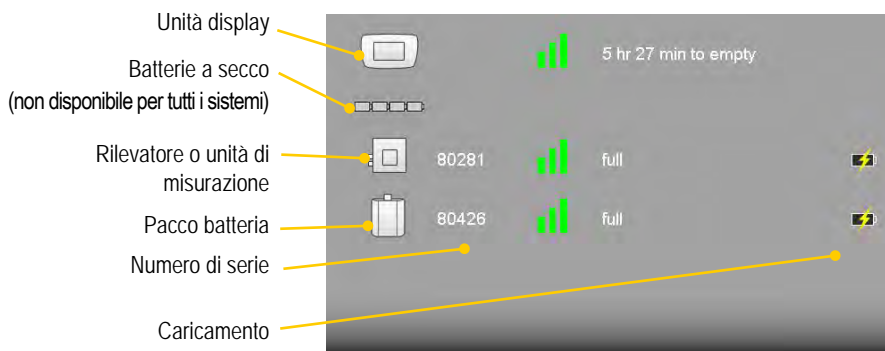 Unità display
5 hr 27 min to empty
Batterie a secco
(non disponibile per tutti i sistemi)
Rilevatore o unità di
misurazione
80281 full
Pacco batteria
80426 full
Numero di serie
Caricamento